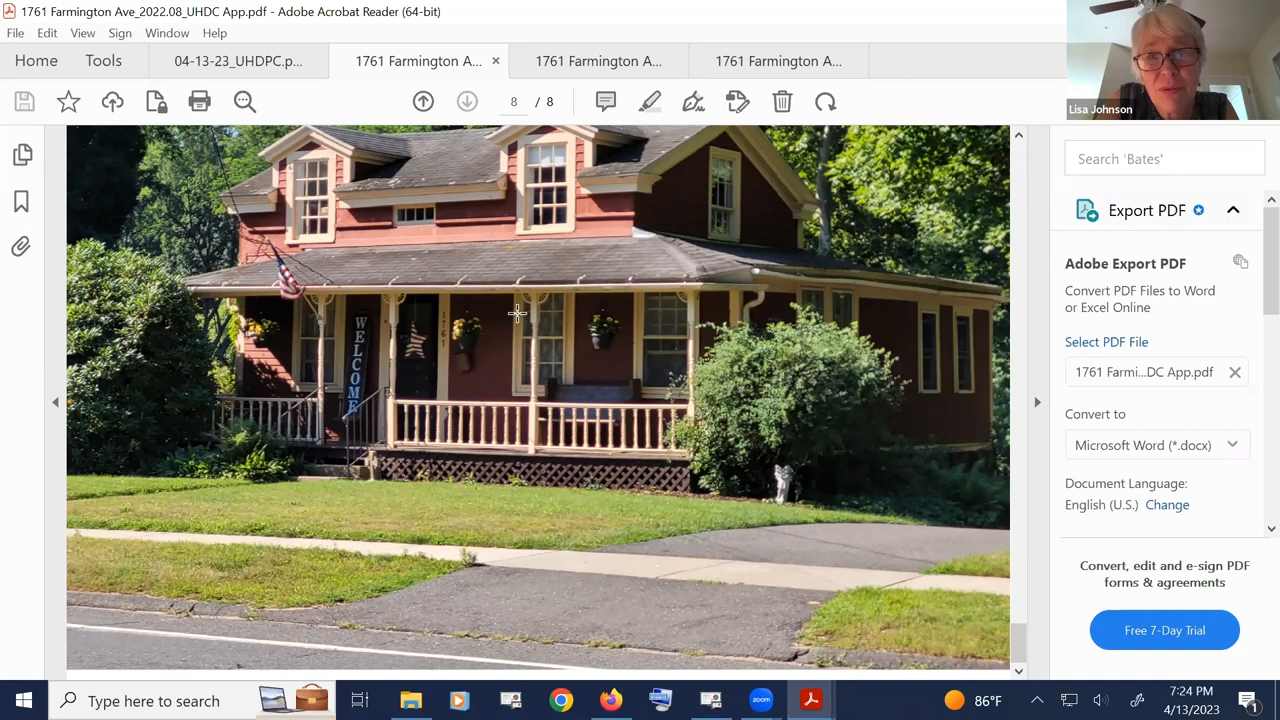 1761 Farmington Ave_2022.08_UHDC App.pdf - Adobe Acrobat Reader (64-bit)
File Edit View Sign Window Help
Home Tools 04-13-23_UHDPC.p... 1761 Farmington A... × 1761 Farmington A... 1761 Farmington A...
8 / 8
Lisa Johnson
Search 'Bates'
Export PDF
Adobe Export PDF
Convert PDF Files to Word
or Excel Online
Select PDF File
1761 Farmi...DC App.pdf
Convert to
Microsoft Word (*.docx)
Document Language:
English (U.S.) Change
Convert, edit and e-sign PDF
forms & agreements
Free 7-Day Trial
WELCOME
1761
Type here to search
zoom
86°F
7:24 PM
4/13/2023
1